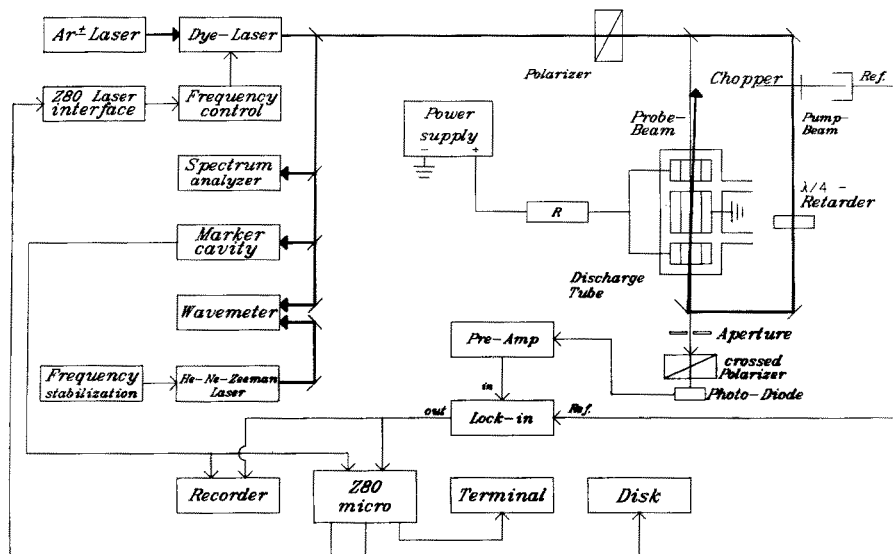 Ar± Laser
Dye-Laser
Polarizer
Chopper
Ref.
Z80 Laser
interface
Frequency
control
Power
supply
- +
Probe-
Beam
Pump-
Beam
Spectrum
analyzer
R
λ/4 -
Retarder
Marker
cavity
Discharge
Tube
Wavemeter
Aperture
Pre-Amp
crossed
Polarizer
Frequency
stabilization
He-Ne-Zeeman
Laser
Photo-Diode
in
out
Lock-in
Ref.
Recorder
Z80
micro
Terminal
Disk